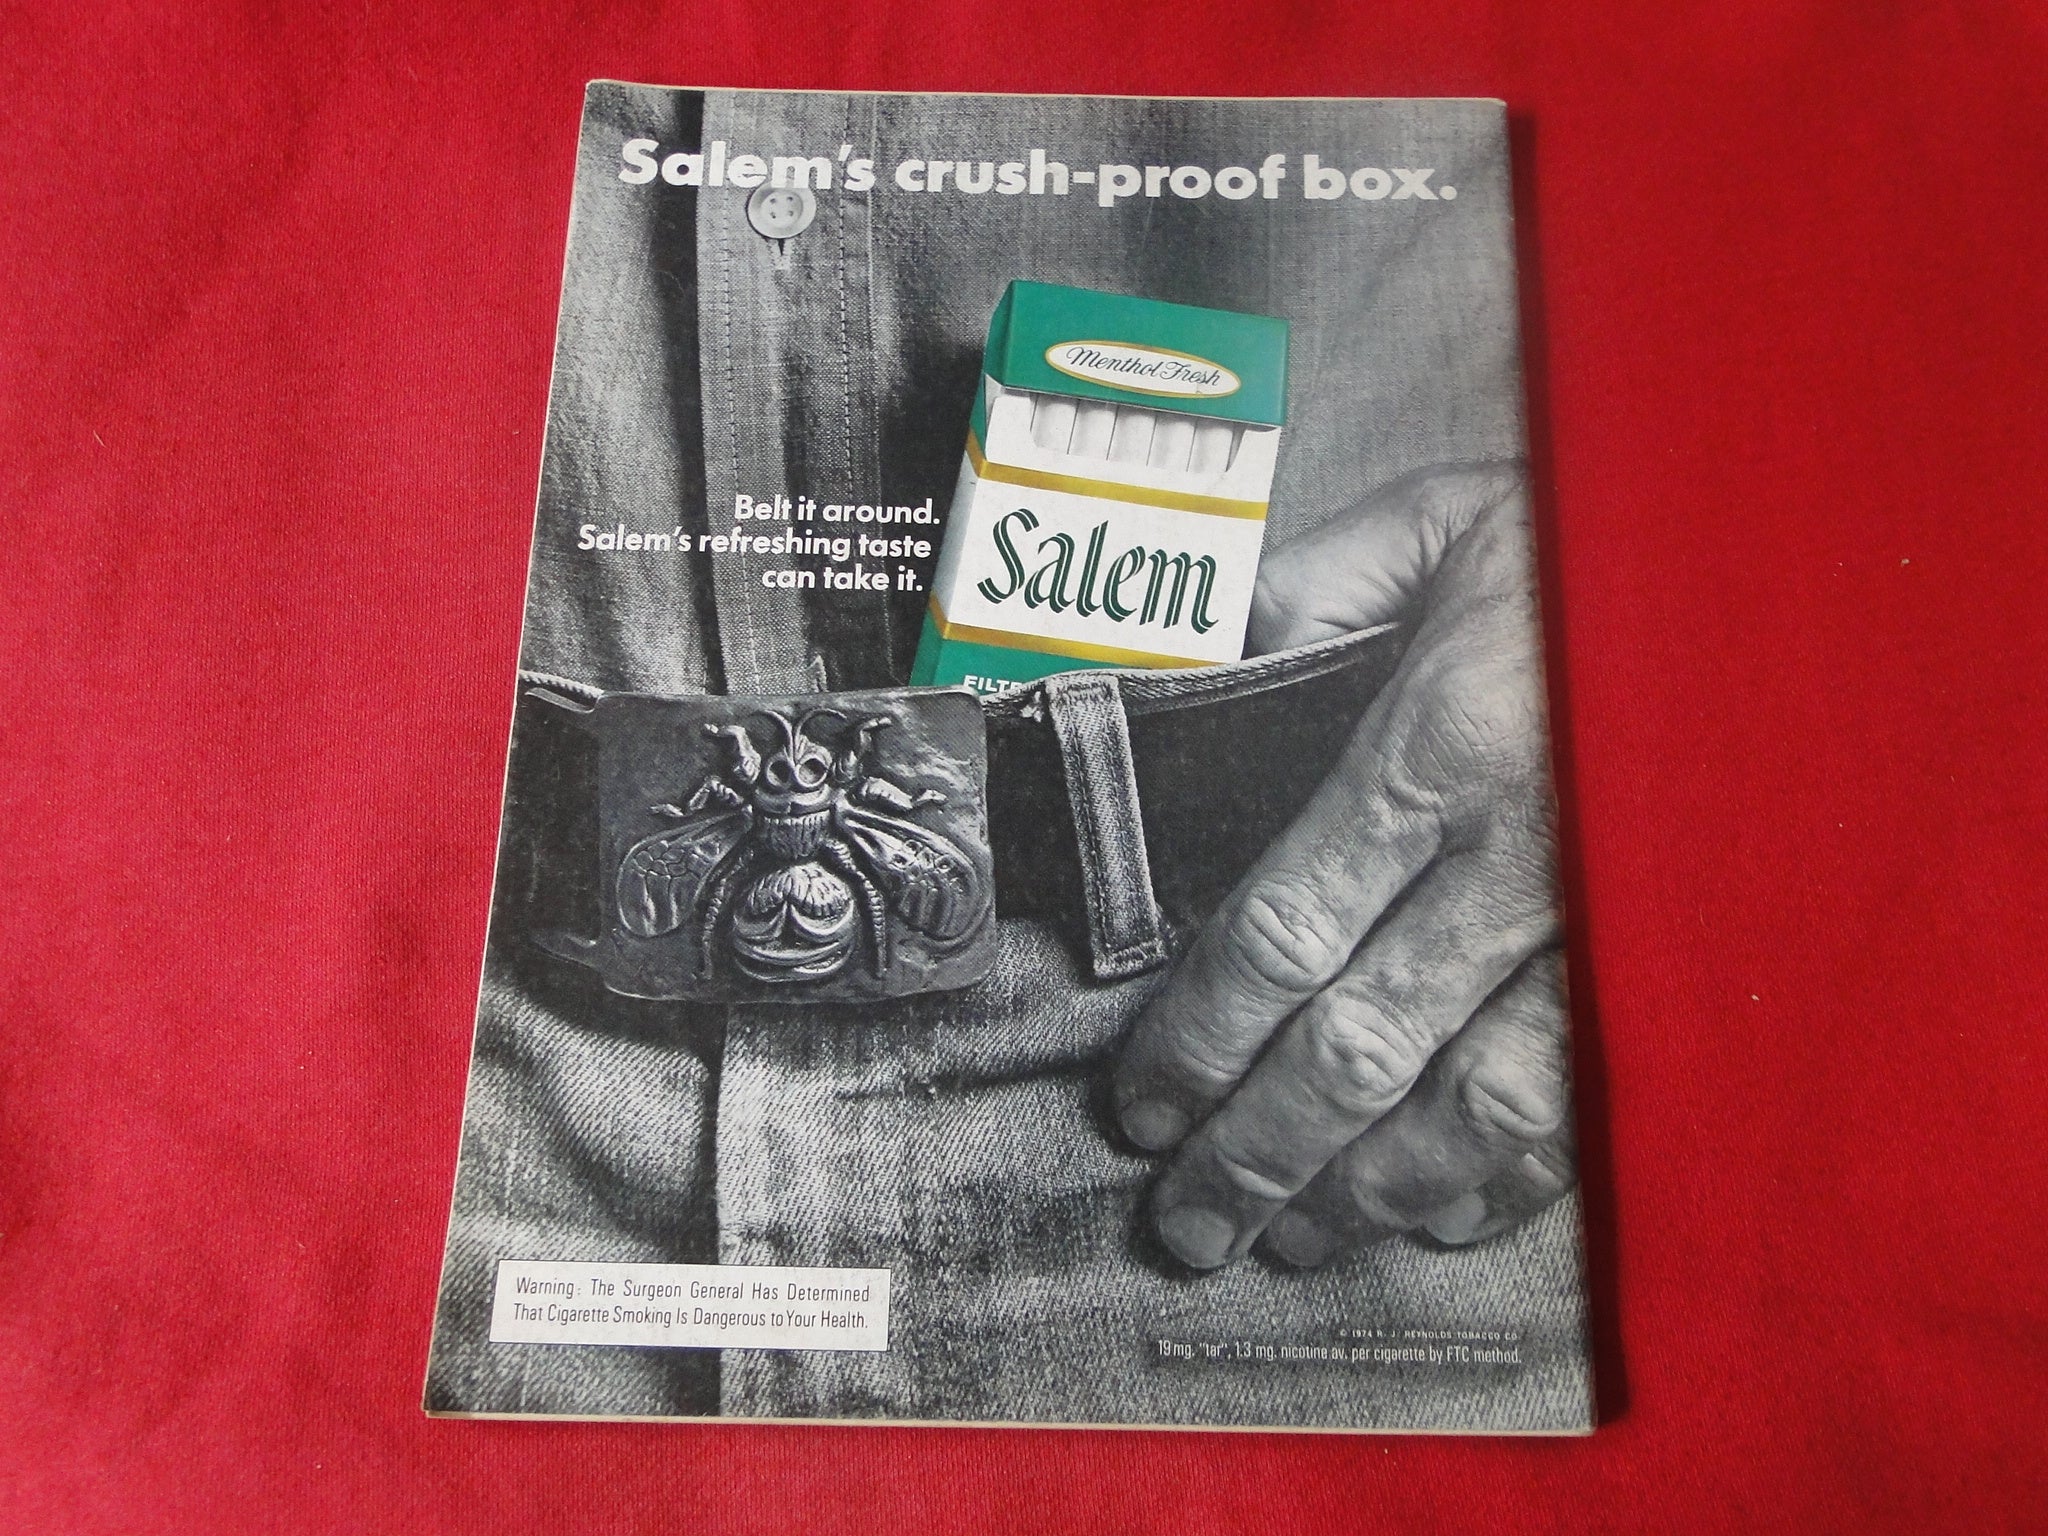 Salem's crush-proof box.
Menthol Fresh
Belt it around.
Salem's refreshing taste
can take it.
Salem
Warning: The Surgeon General Has Determined
That Cigarette Smoking Is Dangerous to Your Health.
© 1974 R. J. REYNOLDS TOBACCO CO.
19 mg. "tar", 1.3 mg. nicotine av. per cigarette by FTC method.